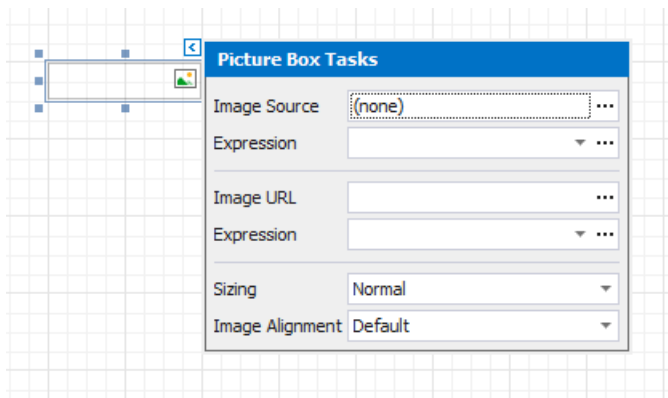 Picture Box Tasks
Image Source (none) ...
Expression ...
Image URL ...
Expression ...
Sizing Normal
Image Alignment Default